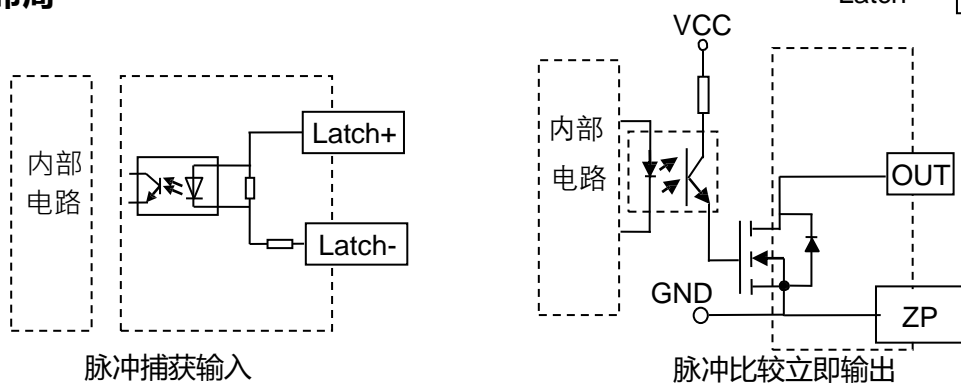 Latch
VCC
内部
电路
Latch+
Latch-
脉冲捕获输入
内部
电路
OUT
GND
ZP
脉冲比较立即输出